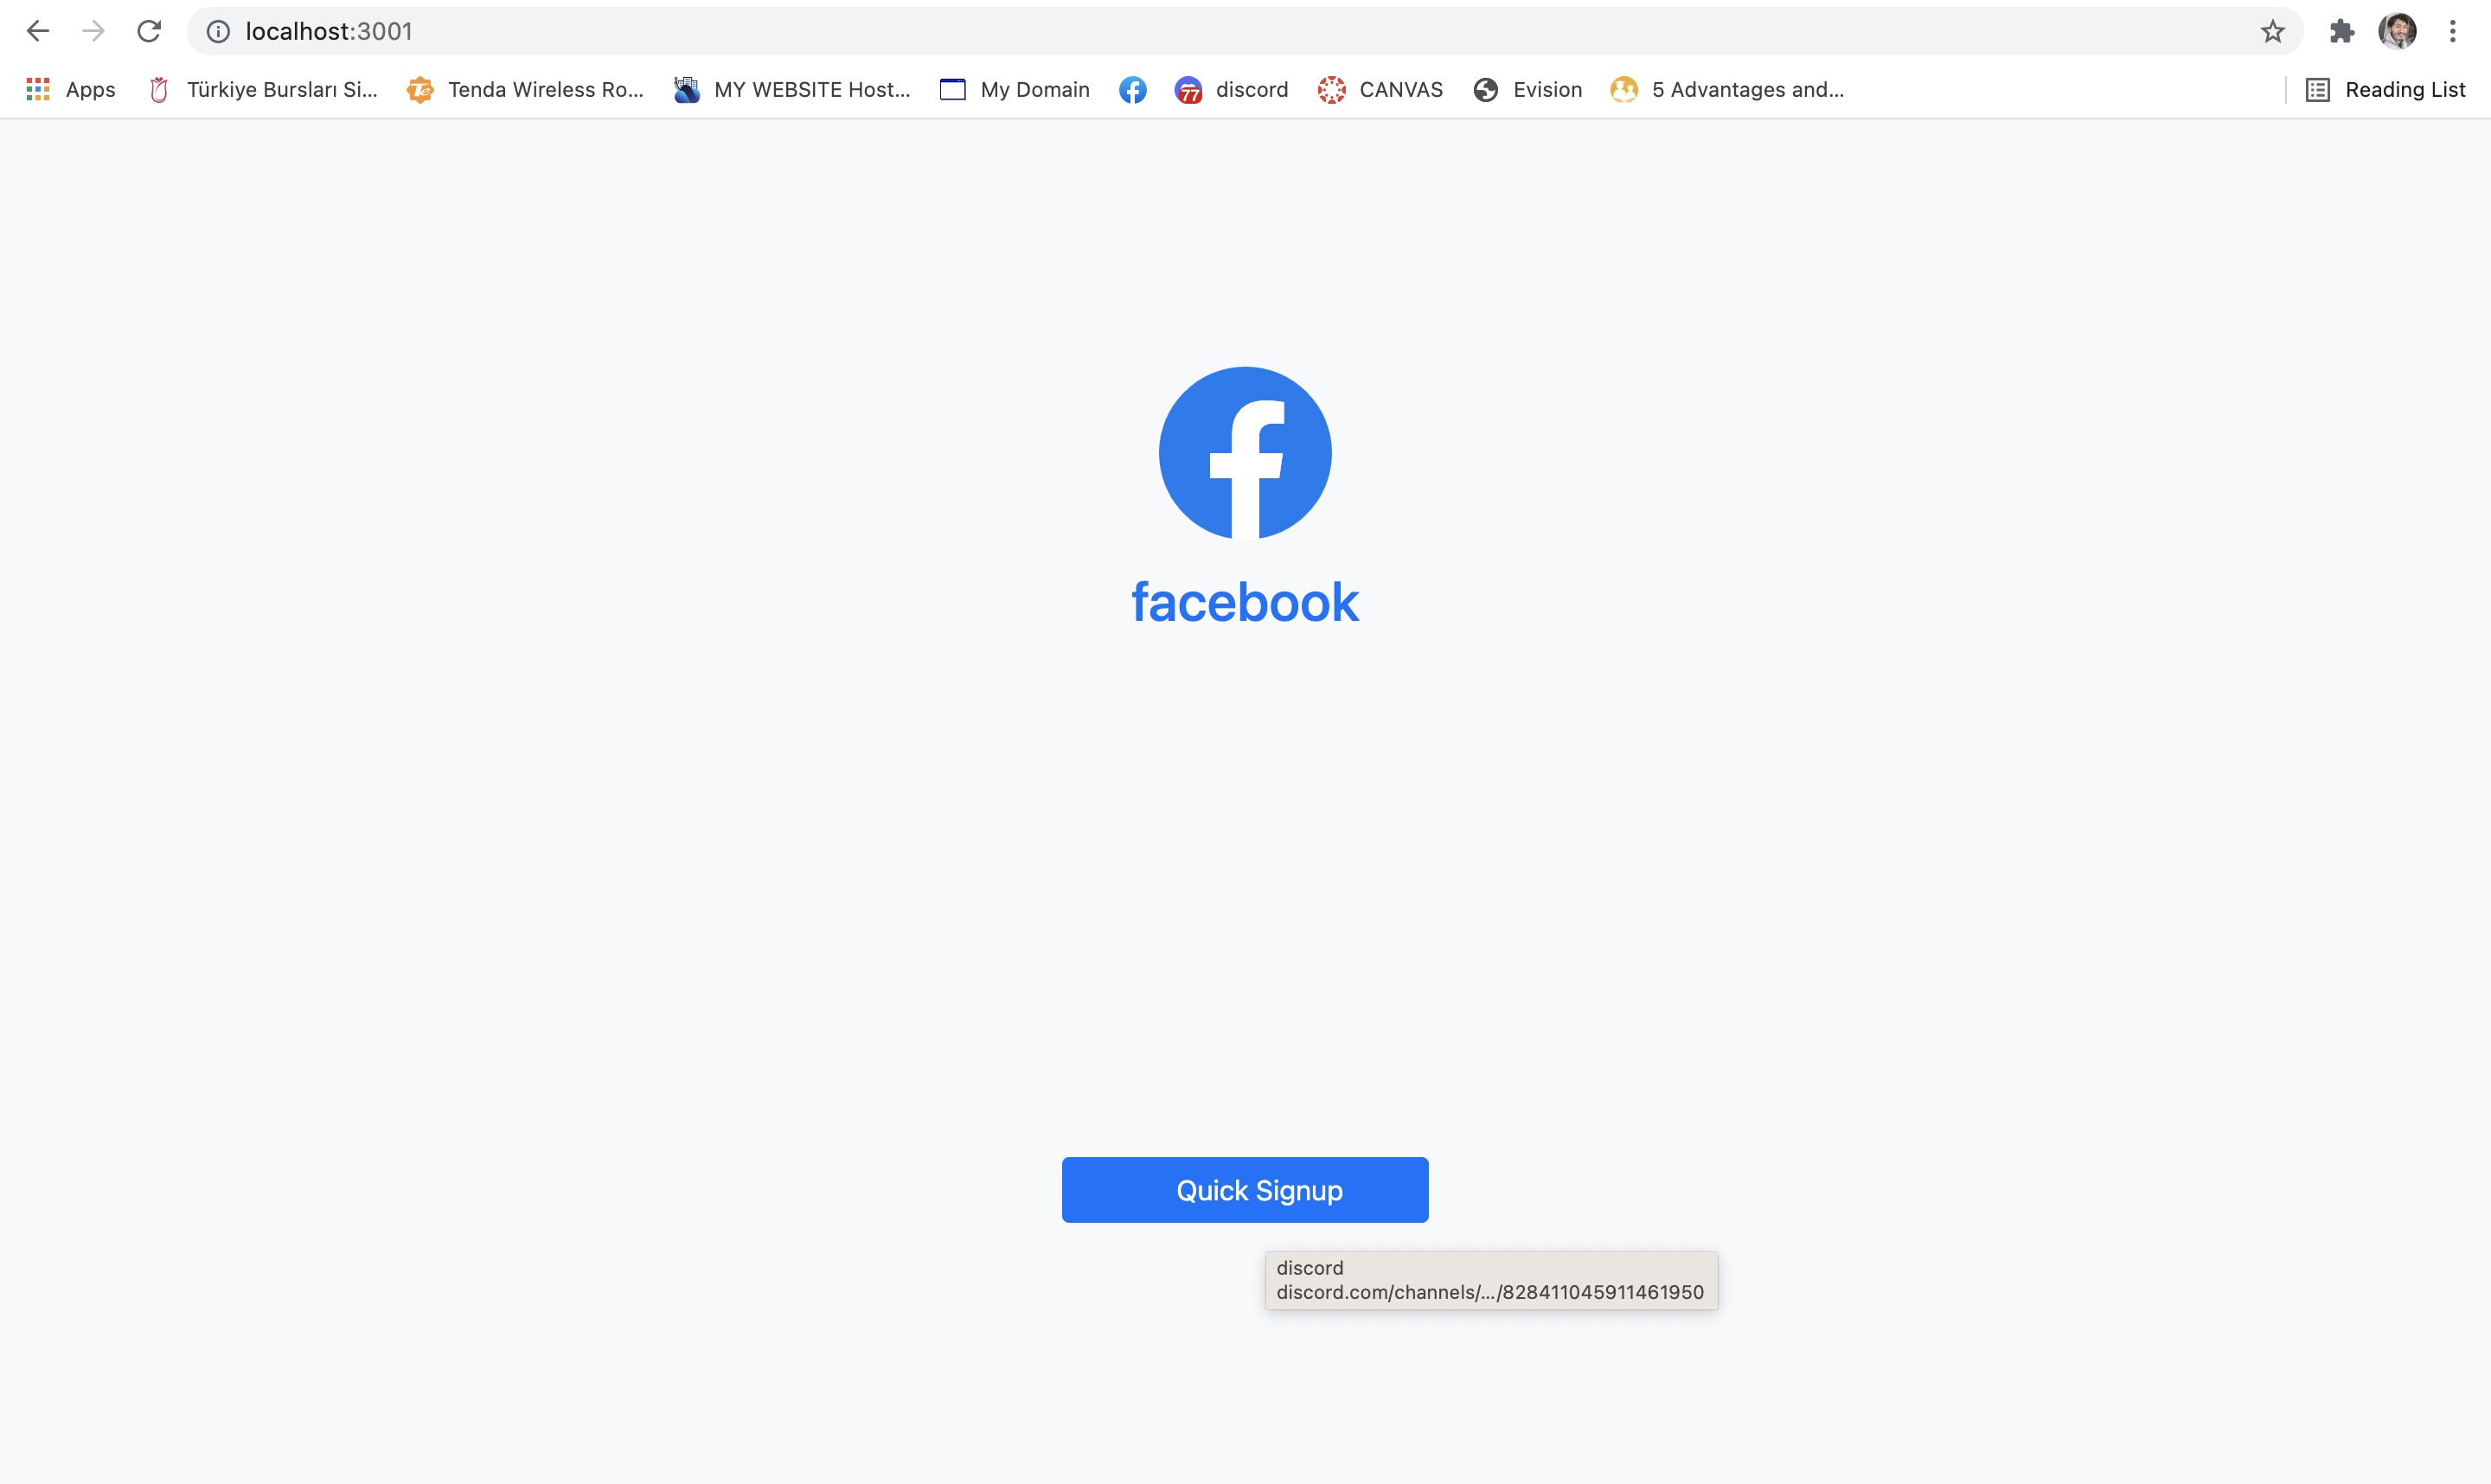 localhost:3001
Apps Türkiye Bursları Si... Tenda Wireless Ro... MY WEBSITE Host... My Domain 77 discord CANVAS Evision 5 Advantages and... Reading List
facebook
Quick Signup
discord
discord.com/channels/.../828411045911461950